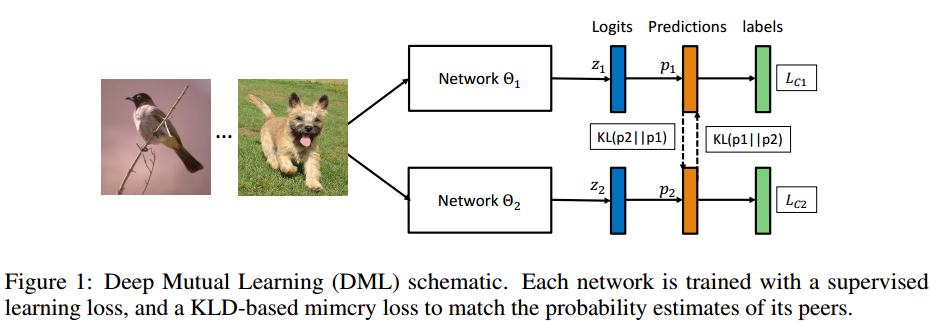 Logits Predictions labels
Network Θ₁
z₁
p₁
L_C1
KL(p2||p1)
KL(p1||p2)
...
Network Θ₂
z₂
p₂
L_C2
Figure 1: Deep Mutual Learning (DML) schematic. Each network is trained with a supervised
learning loss, and a KLD-based mimcry loss to match the probability estimates of its peers.